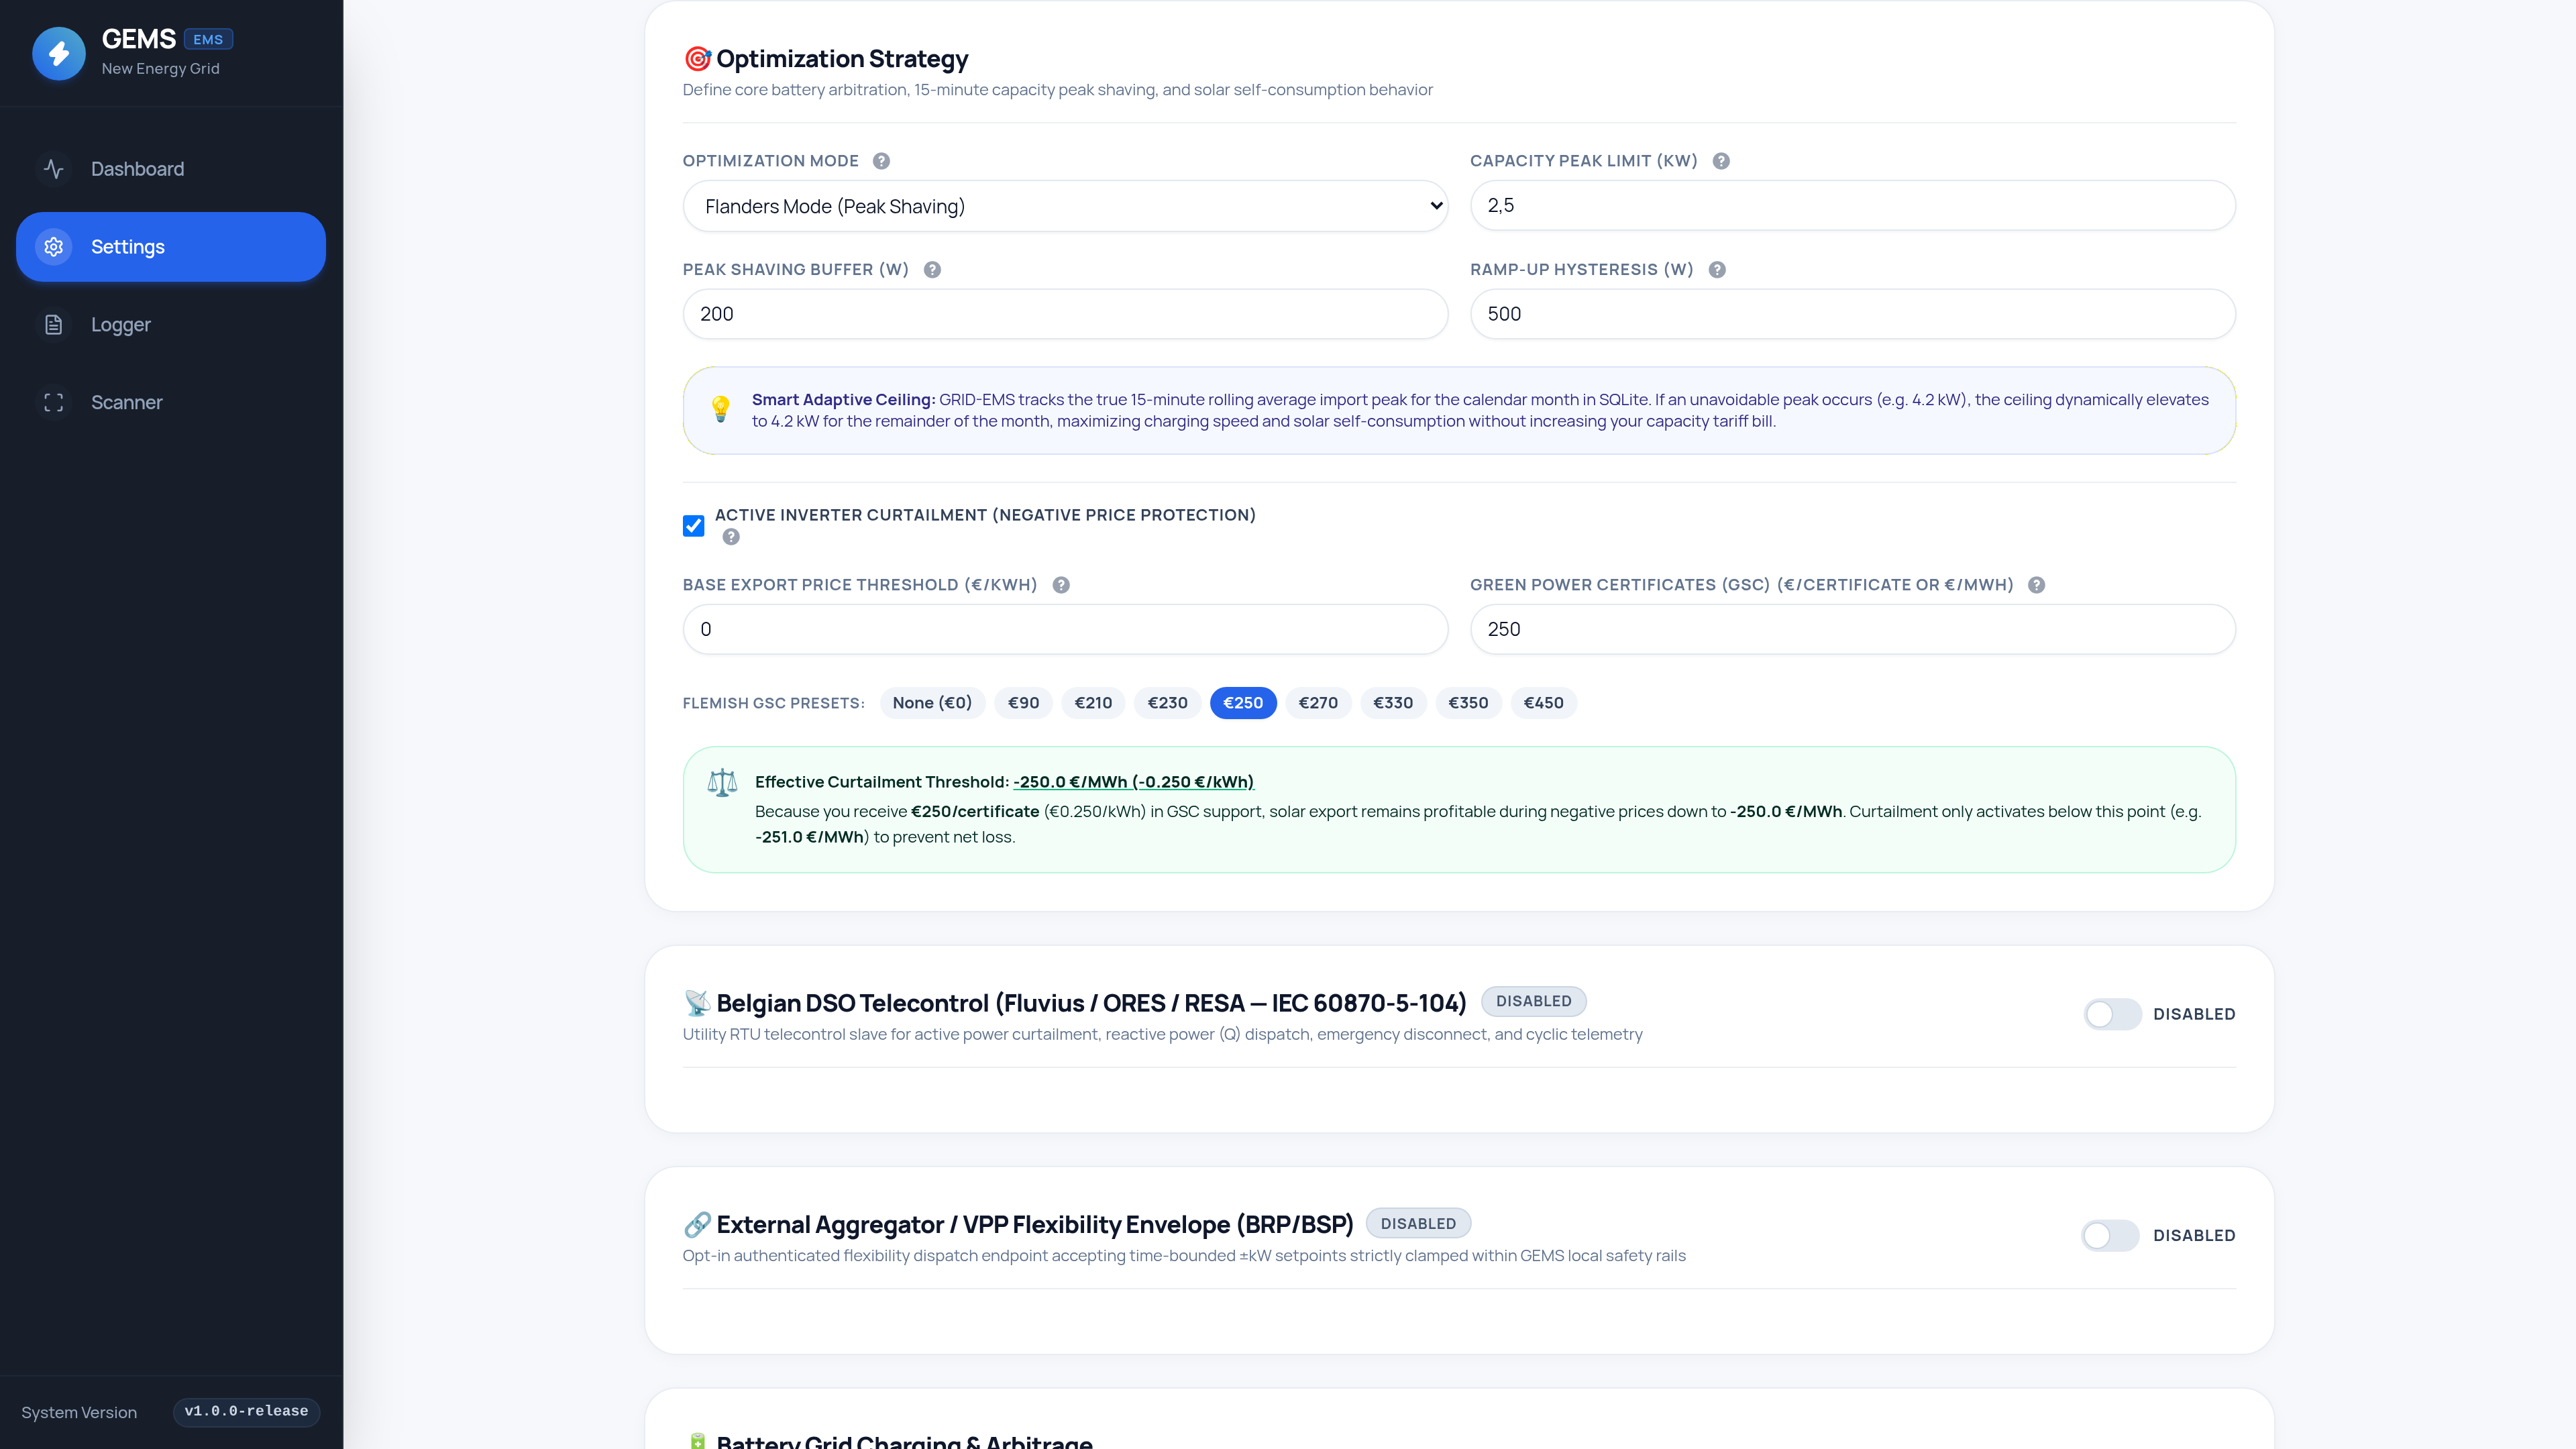 GEMS EMS
New Energy Grid
Dashboard
Settings
Logger
Scanner
System Version v1.0.0-release
🎯 Optimization Strategy
Define core battery arbitration, 15-minute capacity peak shaving, and solar self-consumption behavior
OPTIMIZATION MODE ?
Flanders Mode (Peak Shaving)
CAPACITY PEAK LIMIT (KW) ?
2,5
PEAK SHAVING BUFFER (W) ?
200
RAMP-UP HYSTERESIS (W) ?
500
💡 Smart Adaptive Ceiling: GRID-EMS tracks the true 15-minute rolling average import peak for the calendar month in SQLite. If an unavoidable peak occurs (e.g. 4.2 kW), the ceiling dynamically elevates
to 4.2 kW for the remainder of the month, maximizing charging speed and solar self-consumption without increasing your capacity tariff bill.
ACTIVE INVERTER CURTAILMENT (NEGATIVE PRICE PROTECTION)
?
BASE EXPORT PRICE THRESHOLD (€/KWH) ?
0
GREEN POWER CERTIFICATES (GSC) (€/CERTIFICATE OR €/MWH) ?
250
FLEMISH GSC PRESETS: None (€0) €90 €210 €230 €250 €270 €330 €350 €450
⚖️ Effective Curtailment Threshold: -250.0 €/MWh (-0.250 €/kWh)
Because you receive €250/certificate (€0.250/kWh) in GSC support, solar export remains profitable during negative prices down to -250.0 €/MWh. Curtailment only activates below this point (e.g.
-251.0 €/MWh) to prevent net loss.
📡 Belgian DSO Telecontrol (Fluvius / ORES / RESA — IEC 60870-5-104) DISABLED
Utility RTU telecontrol slave for active power curtailment, reactive power (Q) dispatch, emergency disconnect, and cyclic telemetry
DISABLED
🔗 External Aggregator / VPP Flexibility Envelope (BRP/BSP) DISABLED
Opt-in authenticated flexibility dispatch endpoint accepting time-bounded ±kW setpoints strictly clamped within GEMS local safety rails
DISABLED
🔋 Battery Grid Charging & Arbitrage